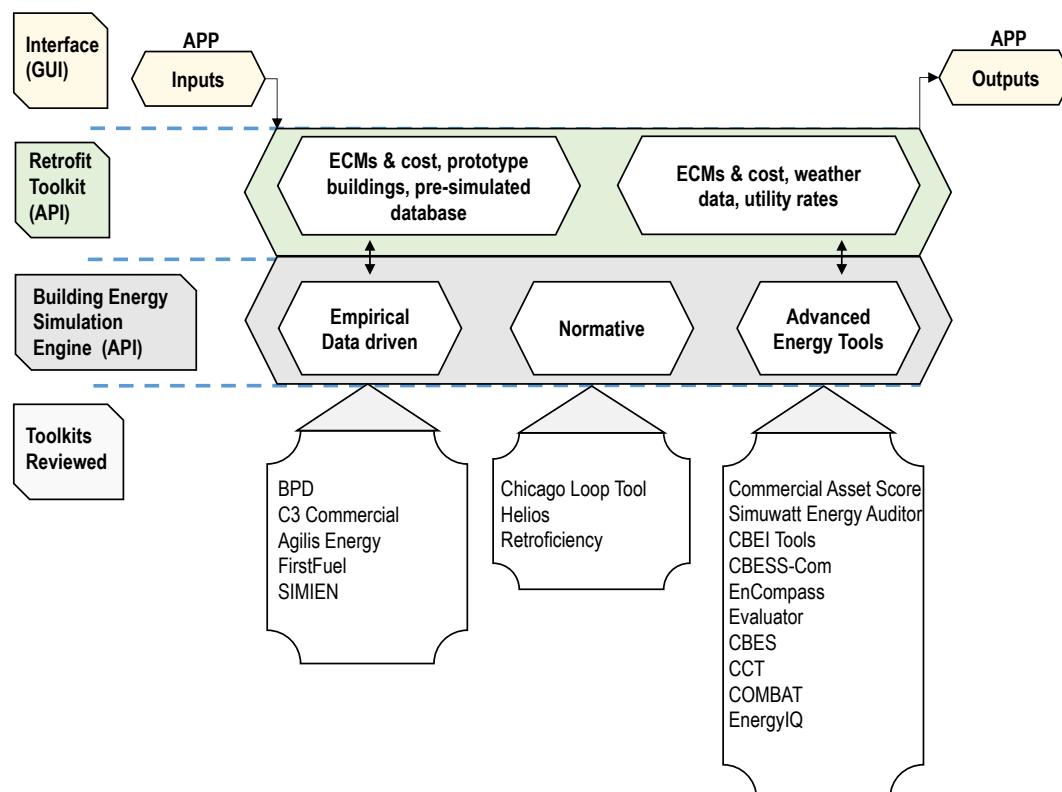 Interface
(GUI)
APP
Inputs
APP
Outputs
Retrofit
Toolkit
(API)
ECMs & cost, prototype
buildings, pre-simulated
database
ECMs & cost, weather
data, utility rates
Building Energy
Simulation
Engine (API)
Empirical
Data driven
Normative
Advanced
Energy Tools
Toolkits
Reviewed
BPD
C3 Commercial
Agilis Energy
FirstFuel
SIMIEN
Chicago Loop Tool
Helios
Retroficiency
Commercial Asset Score
Simuwatt Energy Auditor
CBEI Tools
CBESS-Com
EnCompass
Evaluator
CBES
CCT
COMBAT
EnergyIQ